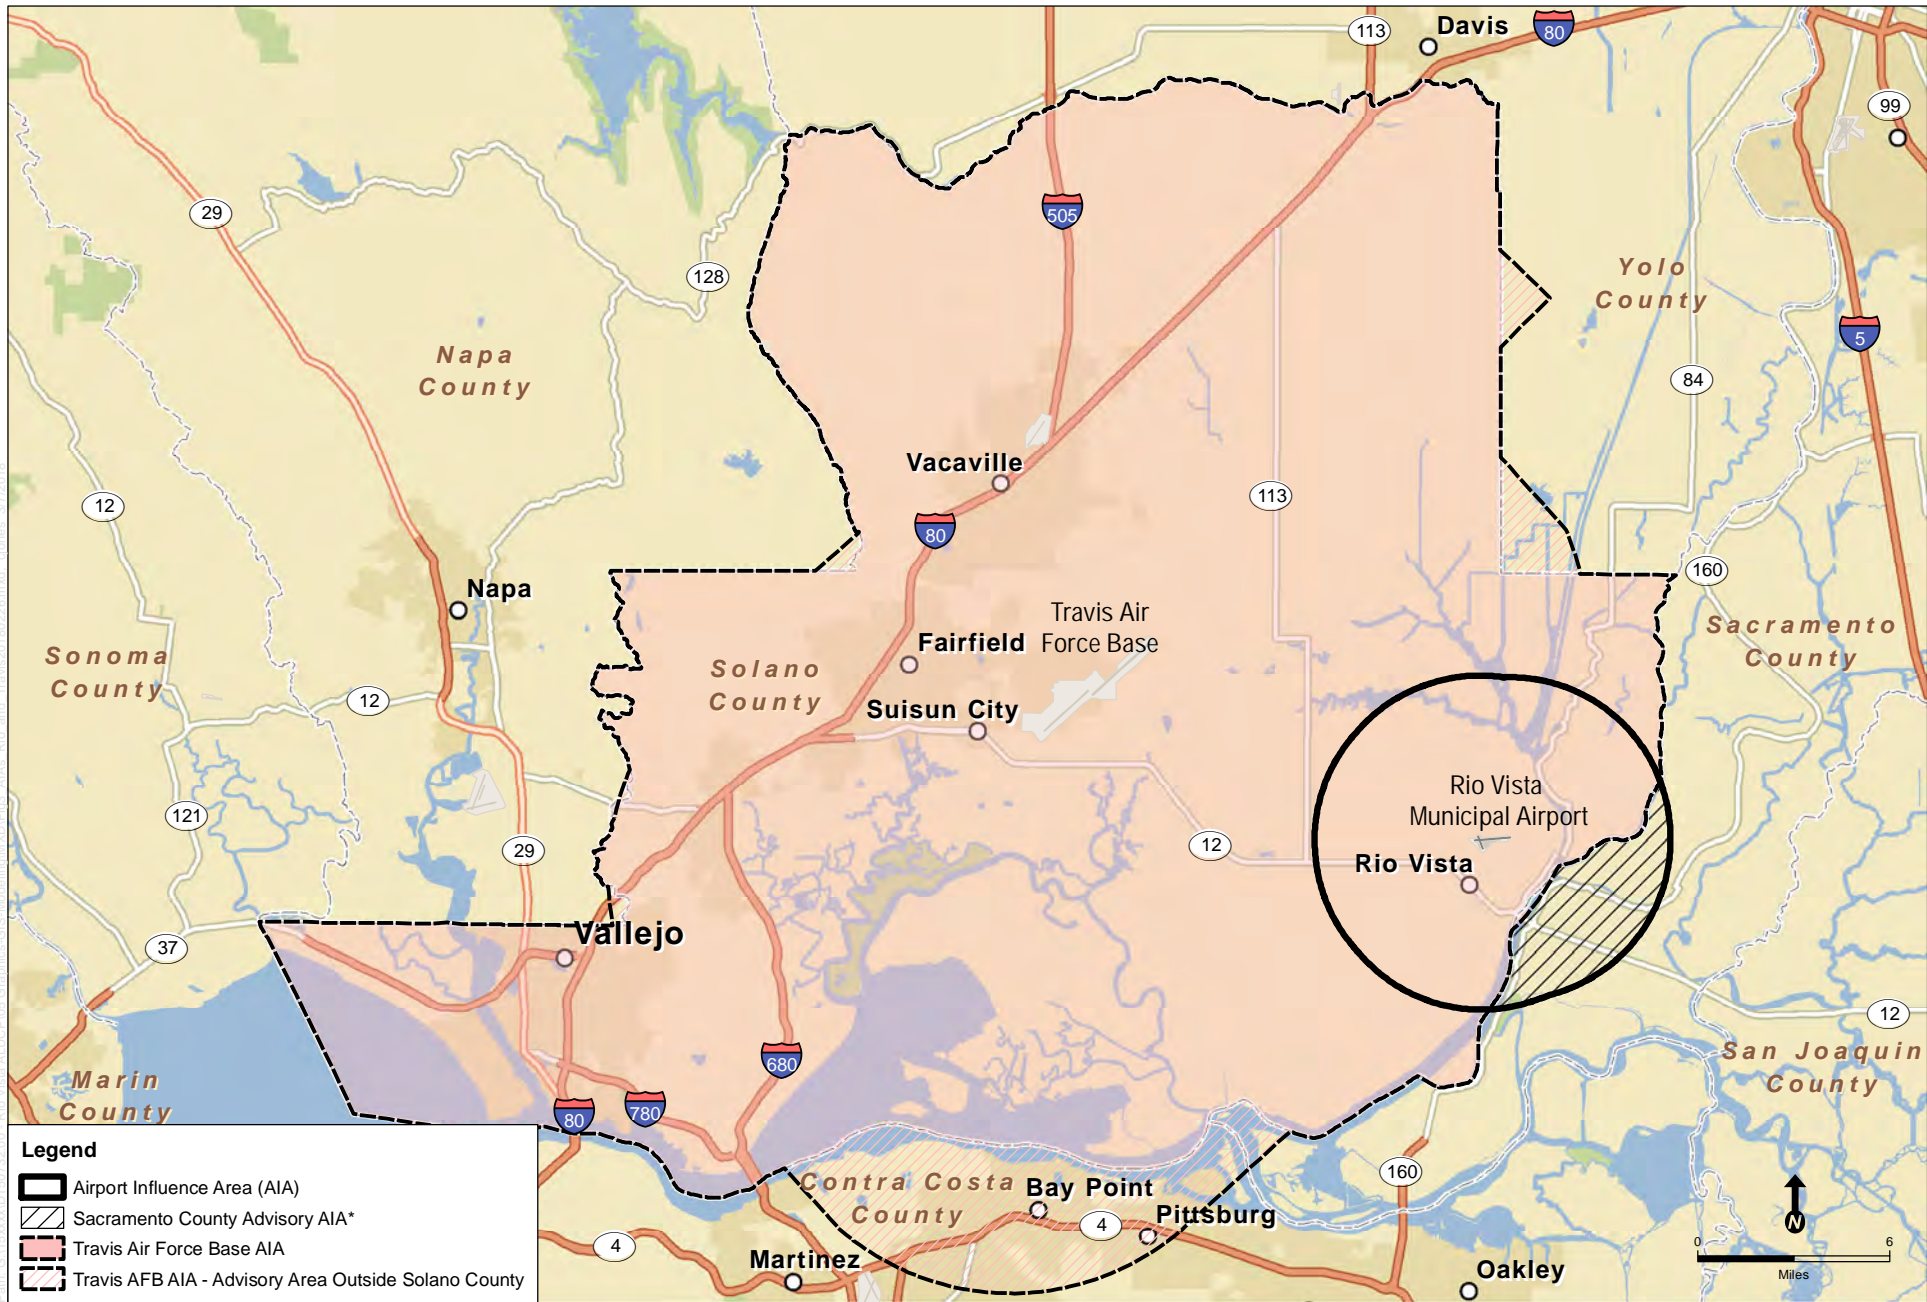 Davis
113
80
99
29
505
128
Yolo
County
Napa
County
5
84
Vacaville
12
113
80
160
Napa
Travis Air
Force Base
Fairfield
Sacramento
County
Sonoma
County
Solano
County
12
Suisun City
Rio Vista
Municipal Airport
121
29
12
Rio Vista
Vallejo
37
12
San Joaquin
County
680
Marin
County
780
80
160
Contra Costa
County
Bay Point
Pittsburg
4
4
Martinez
Oakley
N
0 6
Miles
Legend
Airport Influence Area (AIA)
Sacramento County Advisory AIA*
Travis Air Force Base AIA
Travis AFB AIA - Advisory Area Outside Solano County